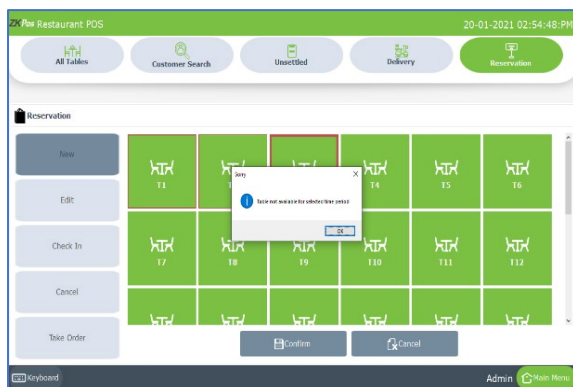 ZKPos Restaurant POS
20-01-2021 02:54:48:PM
All Tables
Customer Search
Unsettled
Delivery
Reservation
Reservation
New
Edit
Check In
Cancel
Take Order
T1
T4
T5
T6
Sorry
X
Table not available for selected time period
OK
T7
T8
T9
T10
T11
T12
Confirm
Cancel
Keyboard
Admin
Main Menu